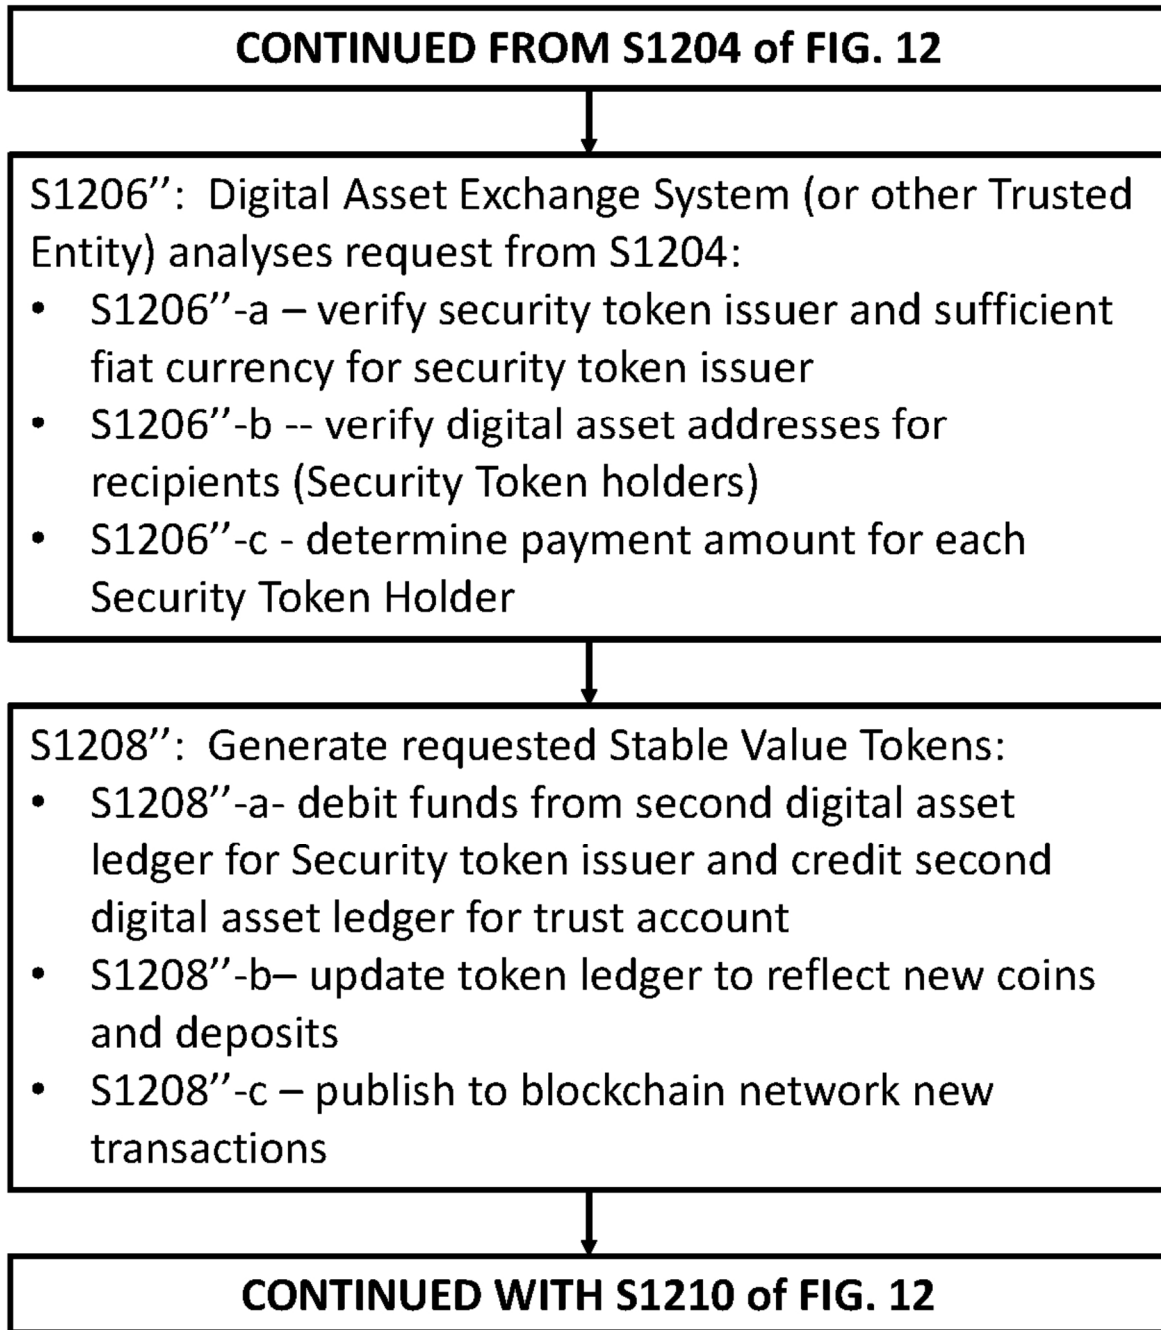 CONTINUED FROM S1204 of FIG. 12
S1206’’:  Digital Asset Exchange System (or other Trusted
Entity) analyses request from S1204:
• S1206’’-a – verify security token issuer and sufficient
fiat currency for security token issuer
• S1206’’-b -- verify digital asset addresses for
recipients (Security Token holders)
• S1206’’-c - determine payment amount for each
Security Token Holder
S1208’’:  Generate requested Stable Value Tokens:
• S1208’’-a- debit funds from second digital asset
ledger for Security token issuer and credit second
digital asset ledger for trust account
• S1208’’-b– update token ledger to reflect new coins
and deposits
• S1208’’-c – publish to blockchain network new
transactions
CONTINUED WITH S1210 of FIG. 12